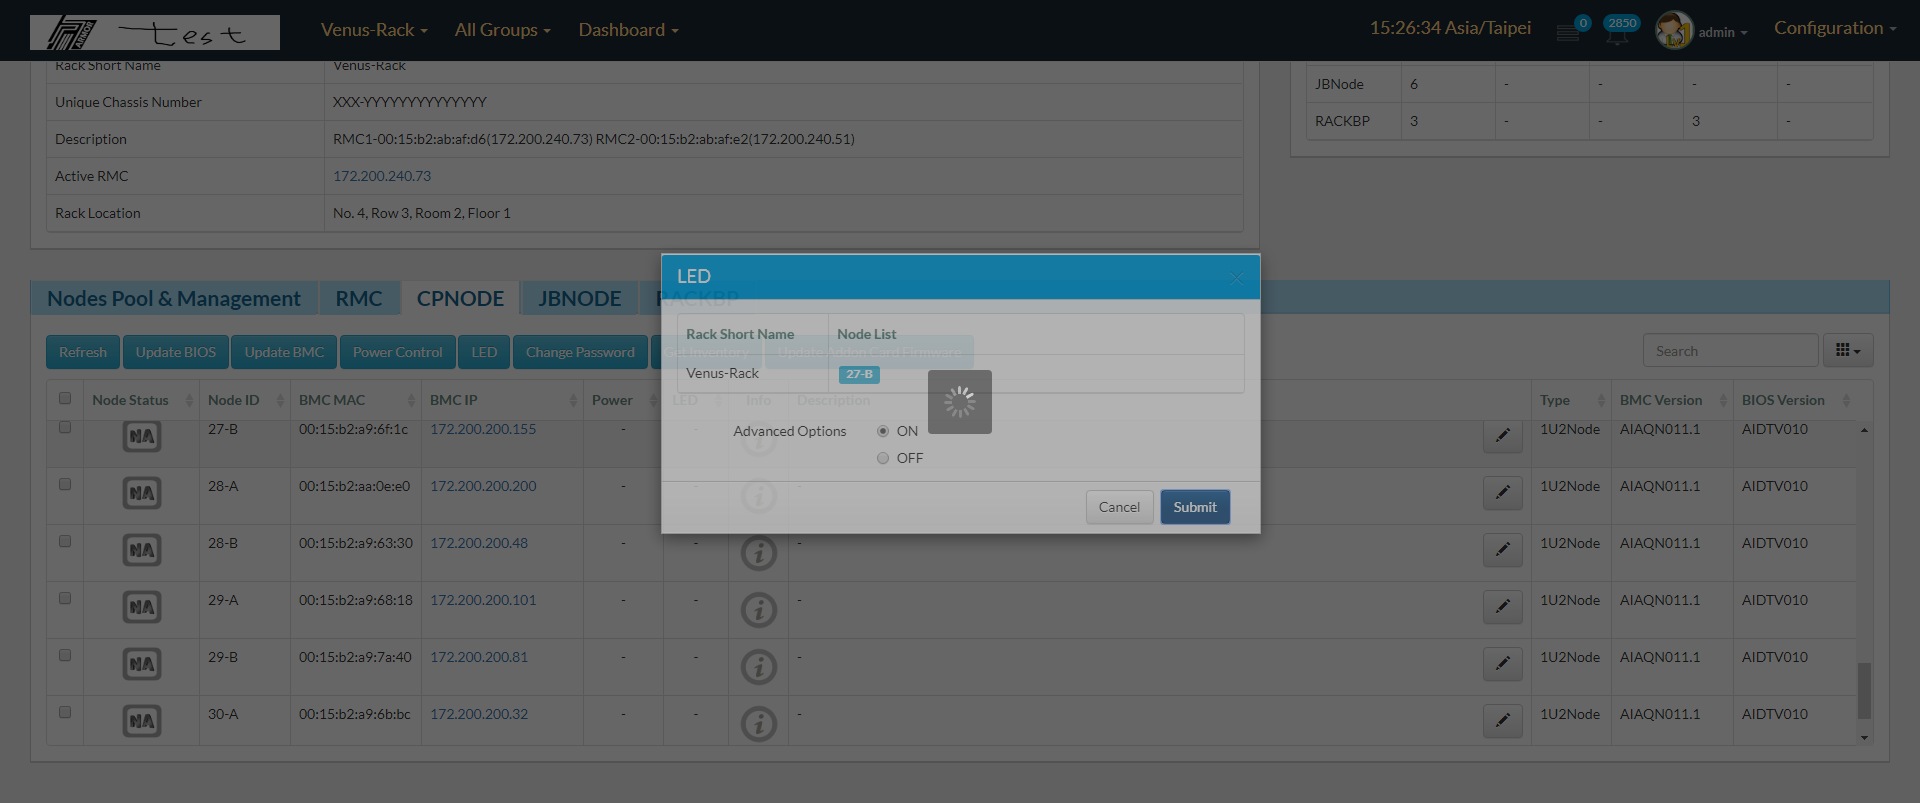 ARMOR test Venus-Rack All Groups Dashboard 15:26:34 Asia/Taipei 0 2850 admin Configuration
Rack Short Name Venus-Rack
Unique Chassis Number XXX-YYYYYYYYYYYYYY
Description RMC1-00:15:b2:ab:af:d6(172.200.240.73) RMC2-00:15:b2:ab:af:e2(172.200.240.51)
Active RMC 172.200.240.73
Rack Location No. 4, Row 3, Room 2, Floor 1
JBNode 6 - - - -
RACKBP 3 - - 3 -
Nodes Pool & Management RMC CPNODE JBNODE RACKBP
Refresh Update BIOS Update BMC Power Control LED Change Password Get Inventory Update Addon Card Firmware Search
Node Status Node ID BMC MAC BMC IP Power LED Info Description Type BMC Version BIOS Version
NA 27-B 00:15:b2:a9:6f:1c 172.200.200.155 - - 1U2Node AIAQN011.1 AIDTV010
NA 28-A 00:15:b2:aa:0e:e0 172.200.200.200 - - 1U2Node AIAQN011.1 AIDTV010
NA 28-B 00:15:b2:a9:63:30 172.200.200.48 - - i - 1U2Node AIAQN011.1 AIDTV010
NA 29-A 00:15:b2:a9:68:18 172.200.200.101 - - i - 1U2Node AIAQN011.1 AIDTV010
NA 29-B 00:15:b2:a9:7a:40 172.200.200.81 - - i - 1U2Node AIAQN011.1 AIDTV010
NA 30-A 00:15:b2:a9:6b:bc 172.200.200.32 - - i - 1U2Node AIAQN011.1 AIDTV010
LED ×
Rack Short Name Node List
Venus-Rack 27-B
Advanced Options ON
OFF
Cancel Submit